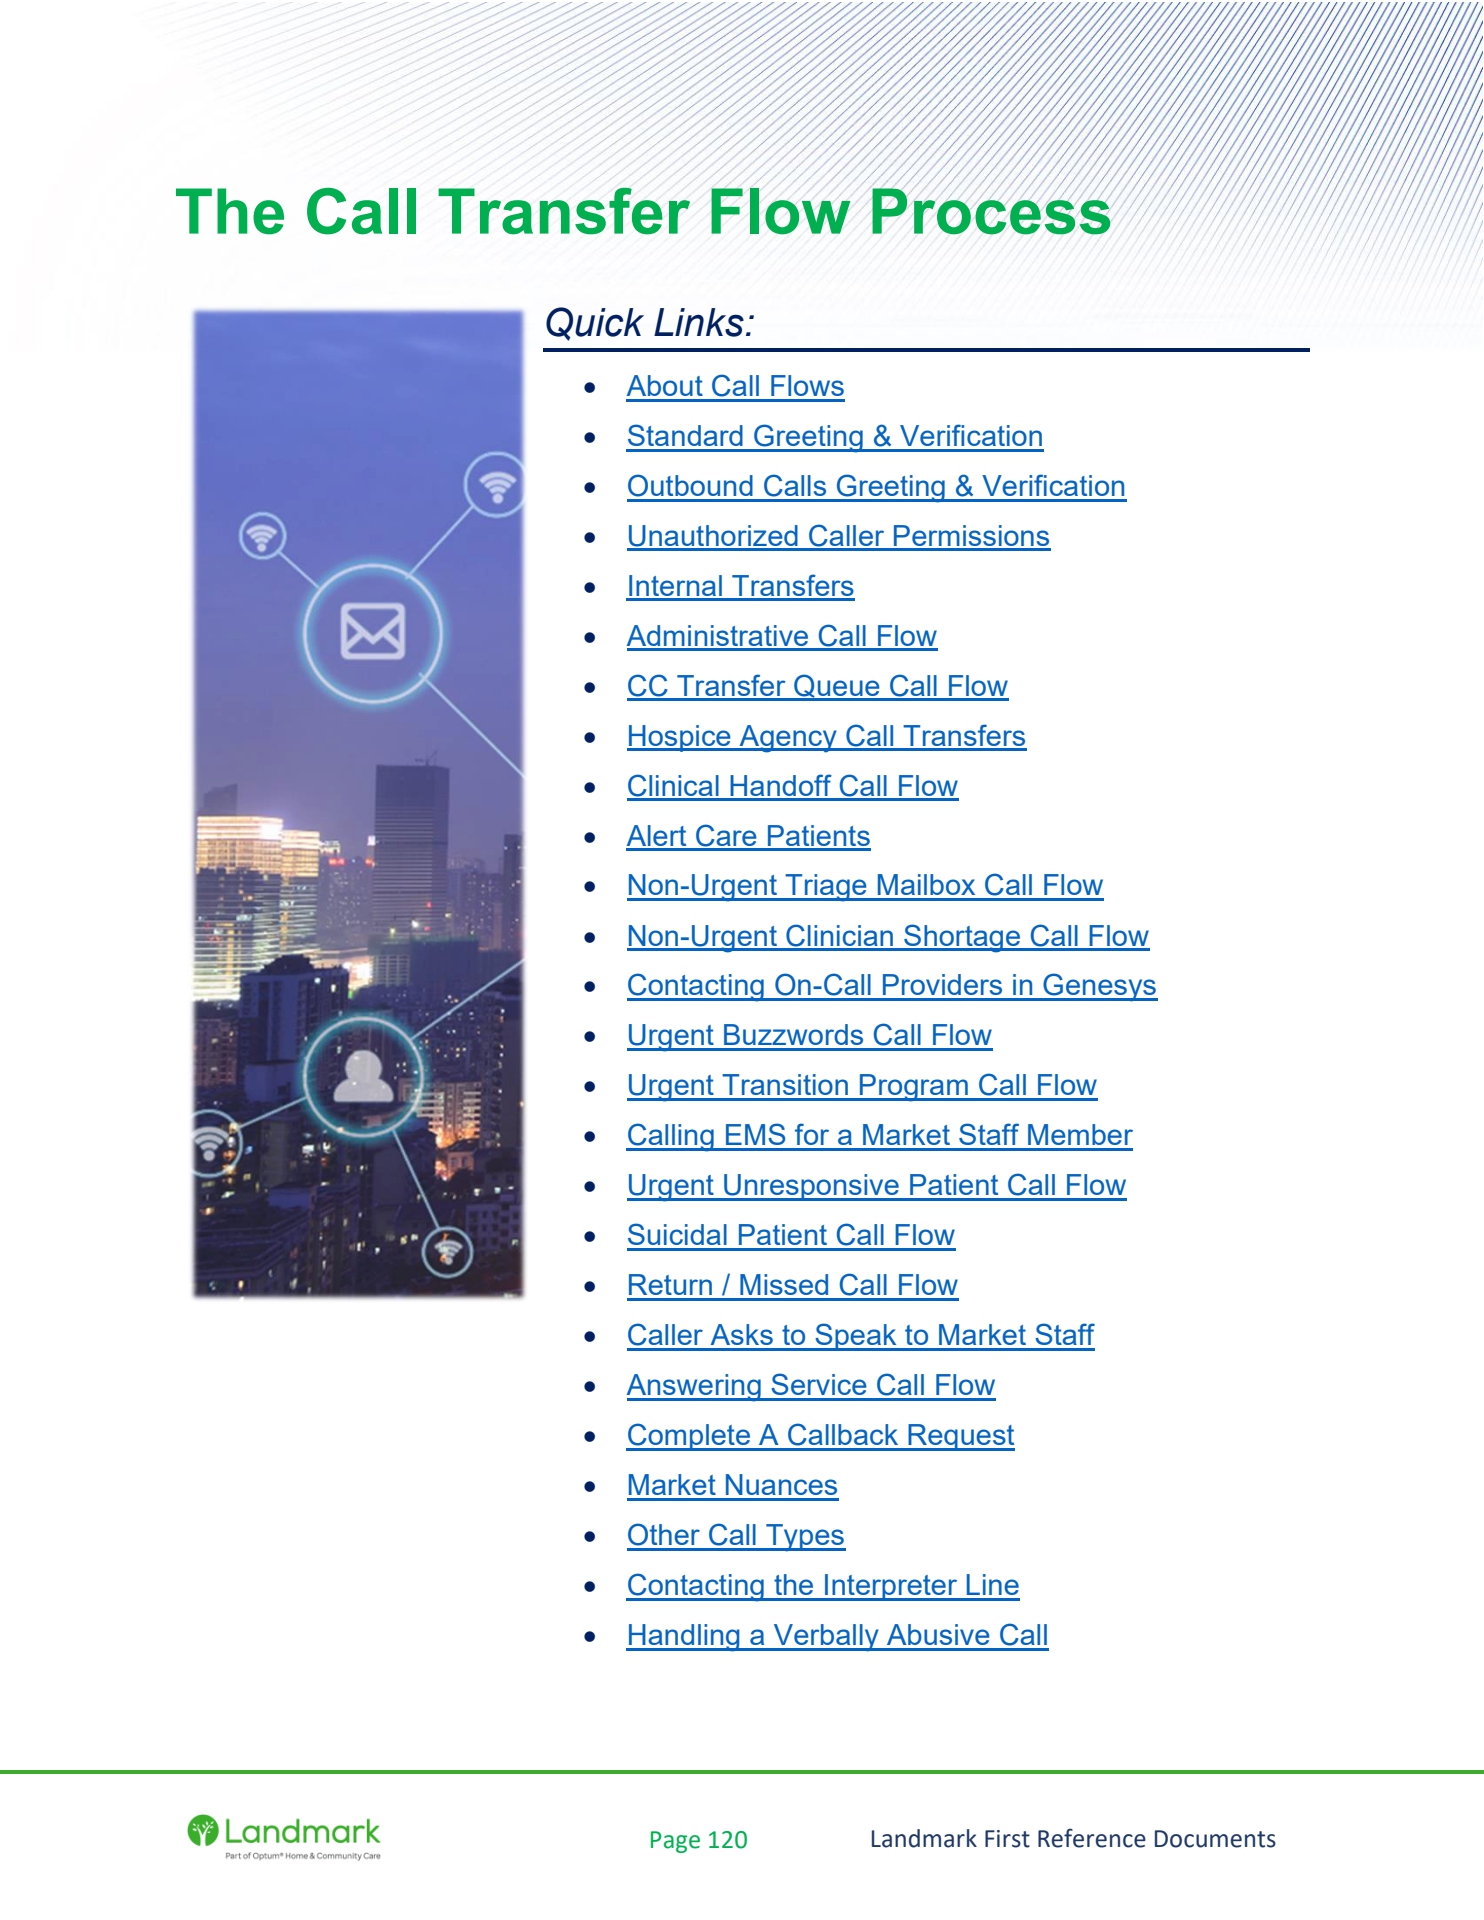 The Call Transfer Flow Process
Quick Links:
• About Call Flows
• Standard Greeting & Verification
• Outbound Calls Greeting & Verification
• Unauthorized Caller Permissions
• Internal Transfers
• Administrative Call Flow
• CC Transfer Queue Call Flow
• Hospice Agency Call Transfers
• Clinical Handoff Call Flow
• Alert Care Patients
• Non-Urgent Triage Mailbox Call Flow
• Non-Urgent Clinician Shortage Call Flow
• Contacting On-Call Providers in Genesys
• Urgent Buzzwords Call Flow
• Urgent Transition Program Call Flow
• Calling EMS for a Market Staff Member
• Urgent Unresponsive Patient Call Flow
• Suicidal Patient Call Flow
• Return / Missed Call Flow
• Caller Asks to Speak to Market Staff
• Answering Service Call Flow
• Complete A Callback Request
• Market Nuances
• Other Call Types
• Contacting the Interpreter Line
• Handling a Verbally Abusive Call
Landmark
Part of Optum® Home & Community Care
Page 120
Landmark First Reference Documents